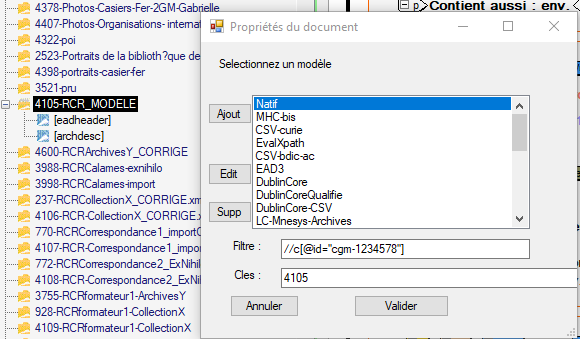 4378-Photos-Casiers-Fer-2GM-Gabrielle
4407-Photos-Organisations- internat
4322-poi
2523-Portraits de la biblioth?que de
4398-portraits-casier-fer
3521-pru
4105-RCR_MODELE
[eadheader]
[archdesc]
4600-RCRArchivesY_CORRIGE
3988-RCRCalames-exnihilo
3998-RCRCalames-import
237-RCRCollectionX_CORRIGE.xm
4106-RCR-CollectionX_CORRIGE.
770-RCRCorrespondance1_importC
4107-RCR-Correspondance1_impor
772-RCRCorrespondance2_ExNihil
4108-RCR-Correspondance2_ExNi
3755-RCRformateur1-ArchivesY
928-RCRformateur1-CollectionX
4109-RCRformateur1-CollectionX
p
Contient aussi : env.
Propriétés du document
Selectionnez un modèle
Ajout
Edit
Supp
Natif
MHC-bis
CSV-curie
EvalXpath
CSV-bdic-ac
EAD3
DublinCore
DublinCoreQualifie
DublinCore-CSV
LC-Mnesys-Archives
Filtre :
//c[@id="cgm-1234578"]
Cles :
4105
Annuler
Valider